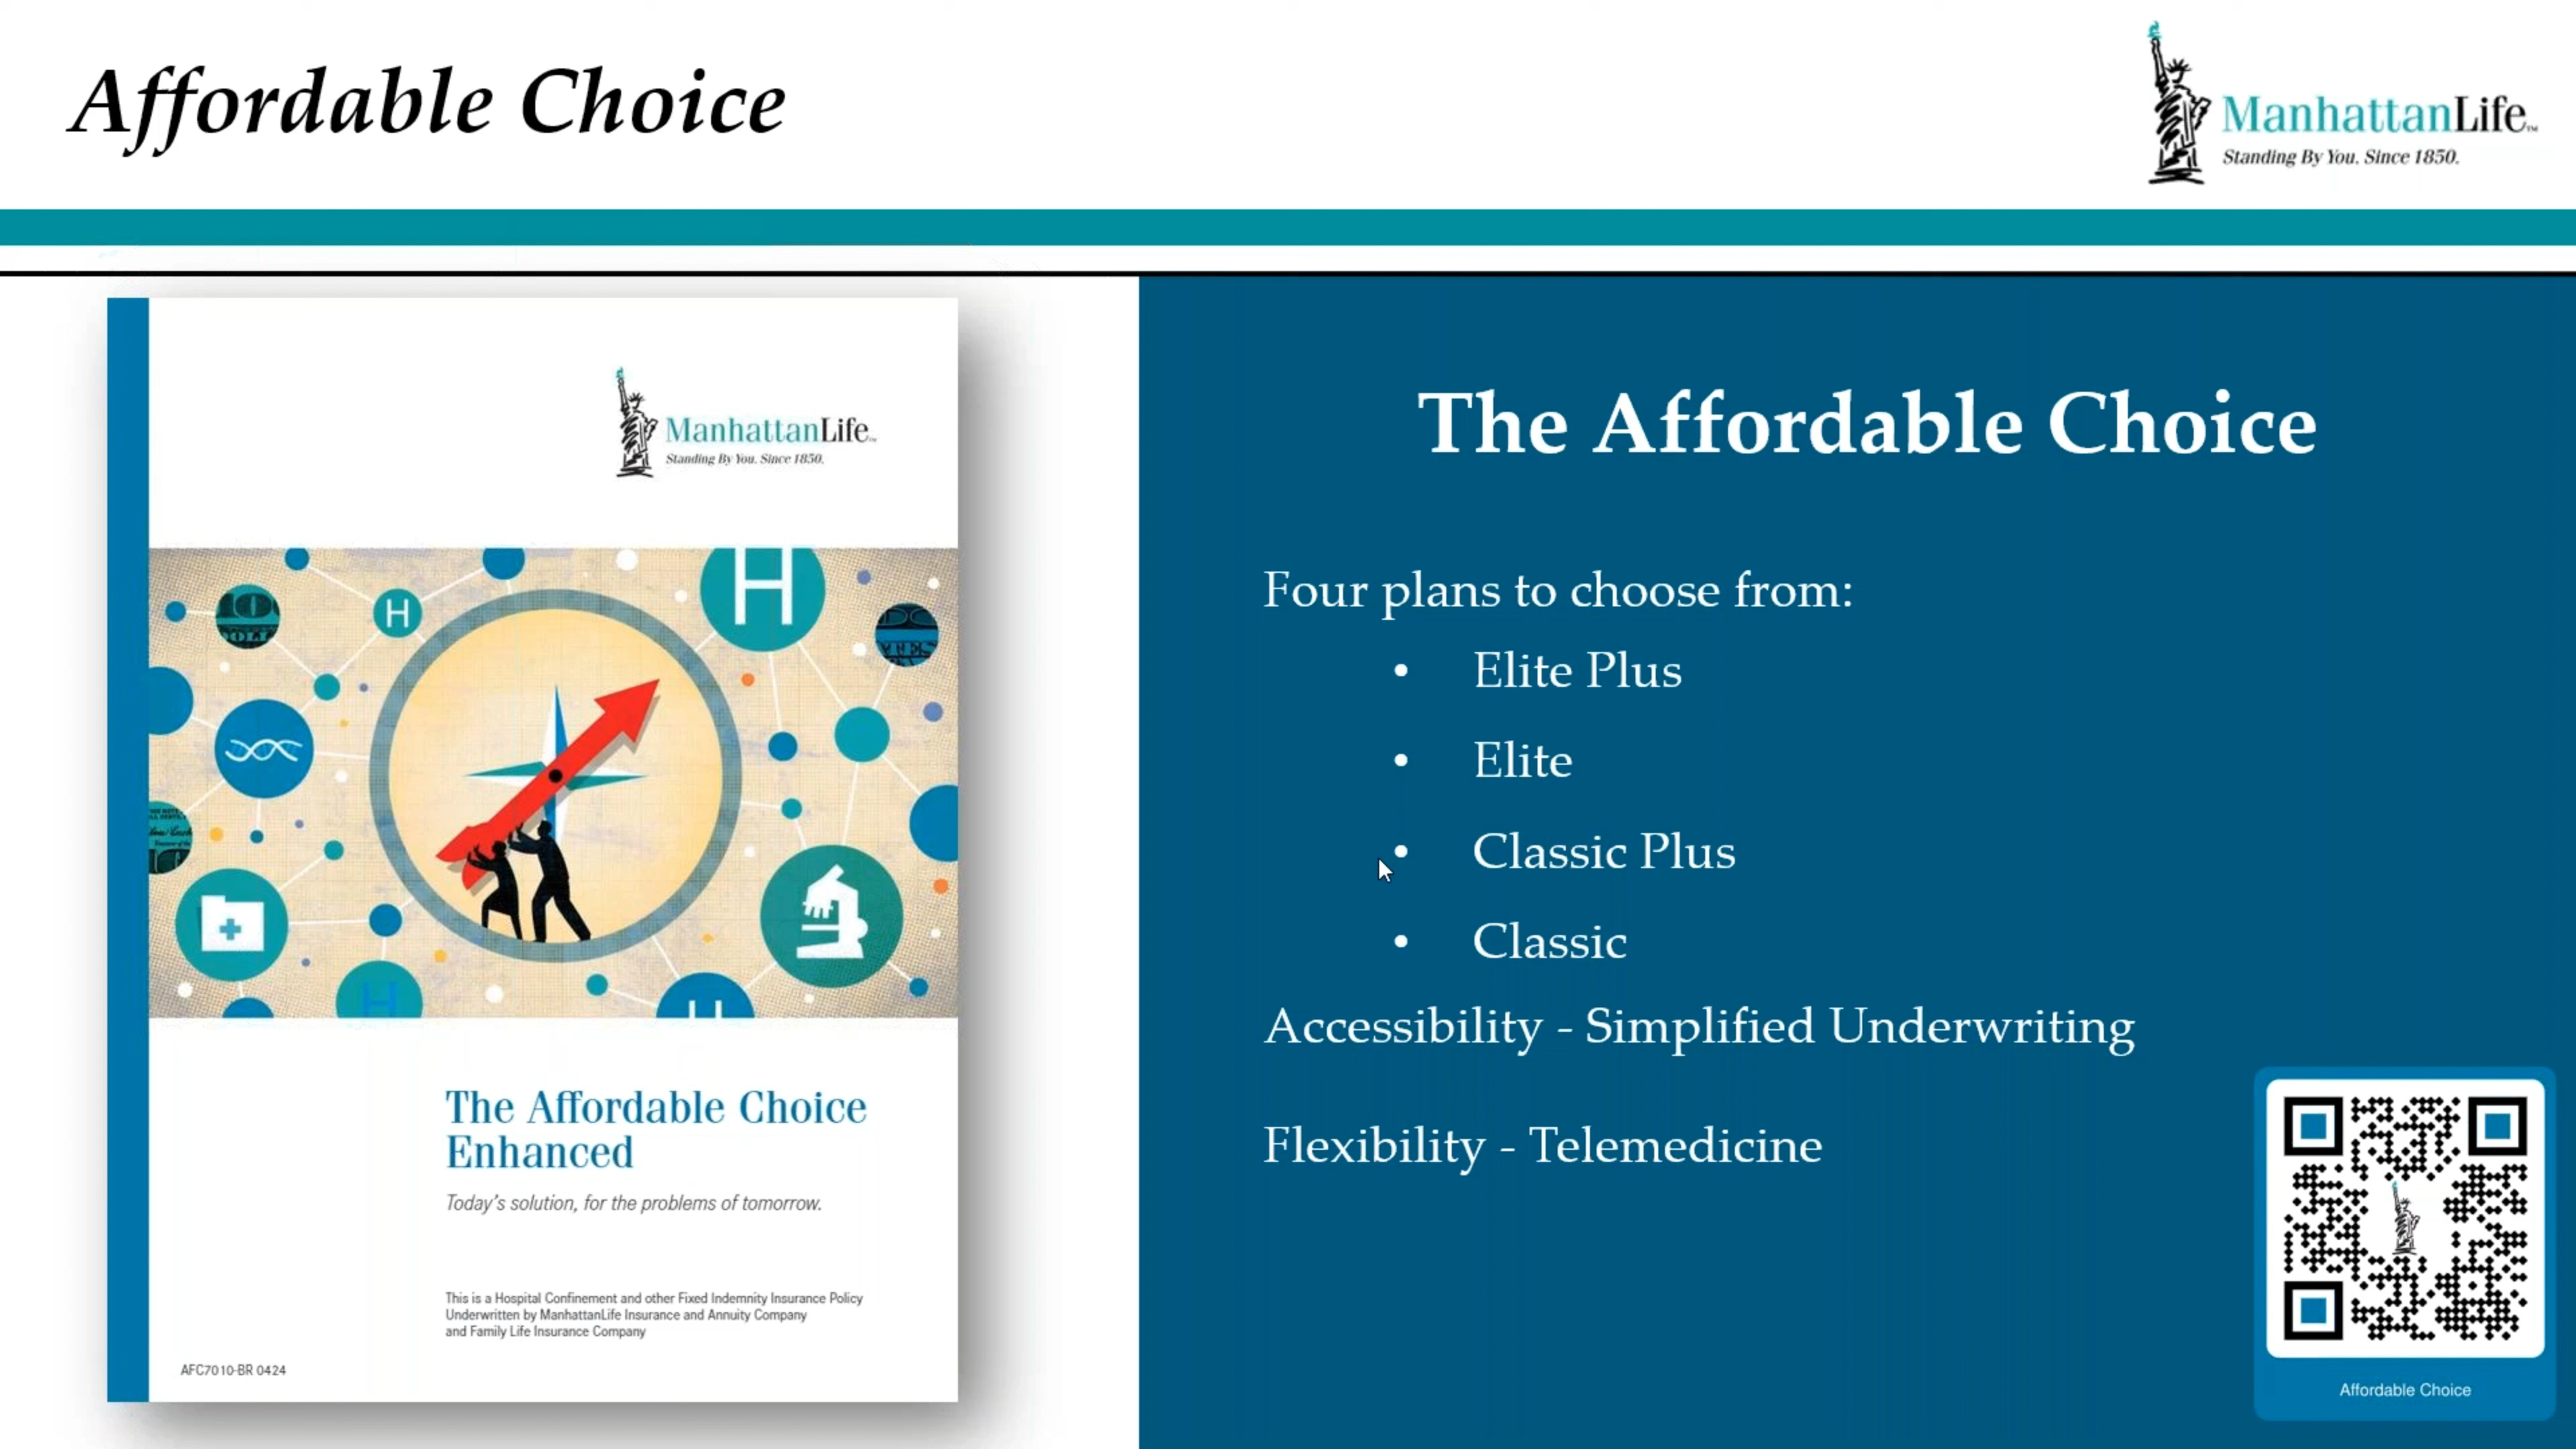 Affordable Choice
ManhattanLife™
Standing By You. Since 1850.
ManhattanLife™
Standing By You. Since 1850.
H
H
10
H
H
The Affordable Choice
Enhanced
Today's solution, for the problems of tomorrow.
This is a Hospital Confinement and other Fixed Indemnity Insurance Policy
Underwritten by ManhattanLife Insurance and Annuity Company
and Family Life Insurance Company
AFC7010-BR 0424
The Affordable Choice
Four plans to choose from:
• Elite Plus
• Elite
• Classic Plus
• Classic
Accessibility - Simplified Underwriting
Flexibility - Telemedicine
Affordable Choice